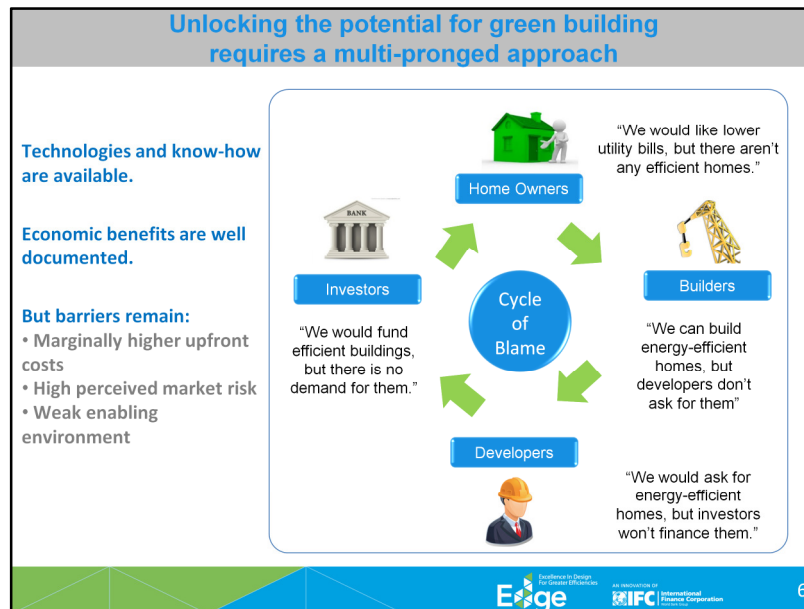 Unlocking the potential for green building
requires a multi-pronged approach
Technologies and know-how
are available.
Economic benefits are well
documented.
But barriers remain:
• Marginally higher upfront
costs
• High perceived market risk
• Weak enabling
environment
Home Owners
“We would like lower
utility bills, but there aren’t
any efficient homes.”
BANK
Investors
“We would fund
efficient buildings,
but there is no
demand for them.”
Cycle
of
Blame
Builders
“We can build
energy-efficient
homes, but
developers don’t
ask for them”
Developers
“We would ask for
energy-efficient
homes, but investors
won’t finance them.”
Edge
Excellence In Design
For Greater Efficiencies
AN INNOVATION OF
IFC
International
Finance Corporation
WORLD BANK GROUP
6